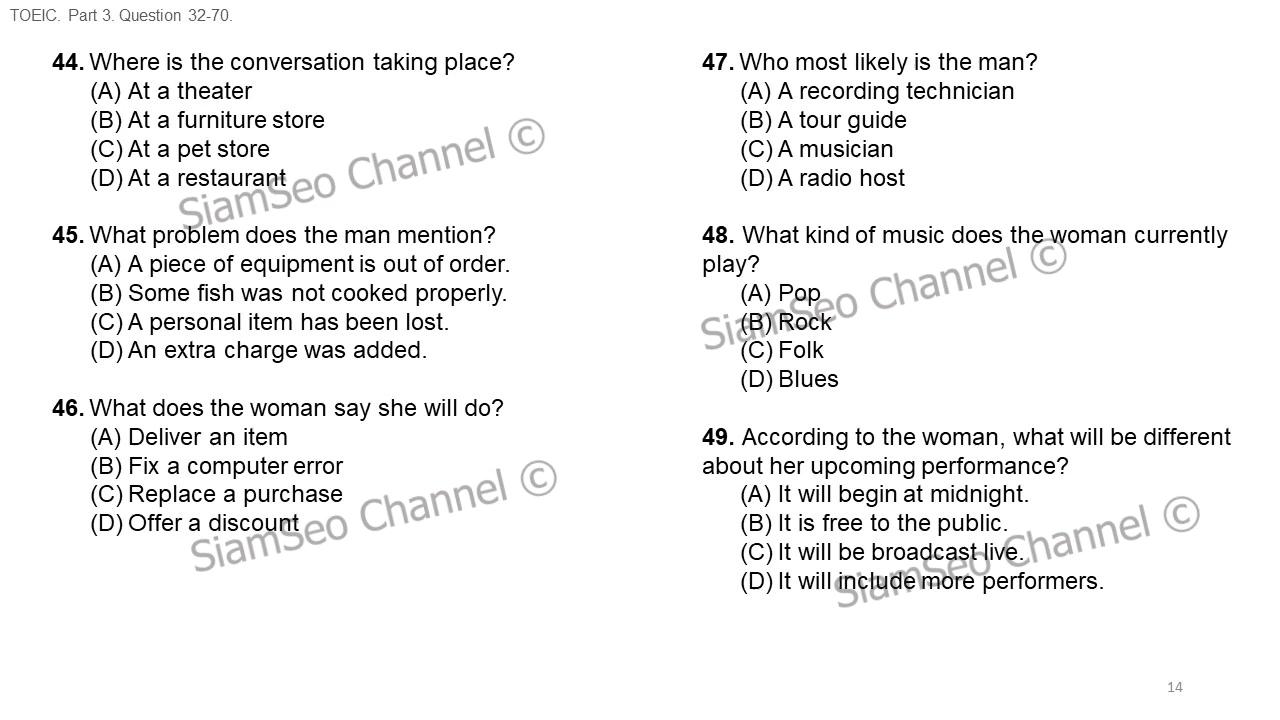 TOEIC. Part 3. Question 32-70.
44. Where is the conversation taking place?
(A) At a theater
(B) At a furniture store
(C) At a pet store
(D) At a restaurant
SiamSeo Channel ©
45. What problem does the man mention?
(A) A piece of equipment is out of order.
(B) Some fish was not cooked properly.
(C) A personal item has been lost.
(D) An extra charge was added.
46. What does the woman say she will do?
(A) Deliver an item
(B) Fix a computer error
(C) Replace a purchase
(D) Offer a discount
SiamSeo Channel ©
47. Who most likely is the man?
(A) A recording technician
(B) A tour guide
(C) A musician
(D) A radio host
48. What kind of music does the woman currently
play?
(A) Pop
(B) Rock
(C) Folk
(D) Blues
SiamSeo Channel ©
49. According to the woman, what will be different
about her upcoming performance?
(A) It will begin at midnight.
(B) It is free to the public.
(C) It will be broadcast live.
(D) It will include more performers.
SiamSeo Channel ©
14